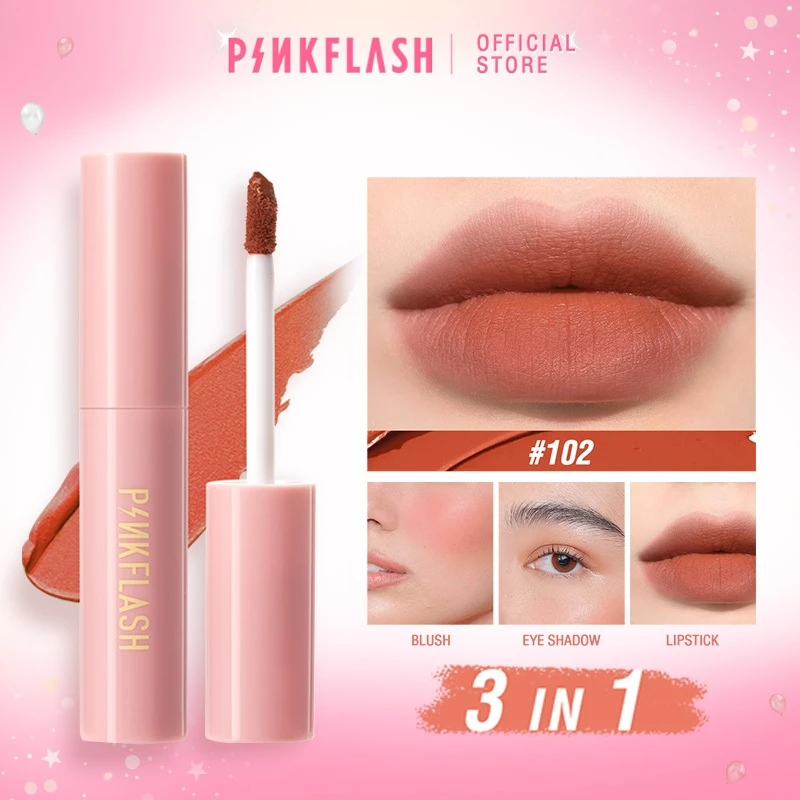 PINKFLASH
OFFICIAL
STORE
PINKFLASH
#102
BLUSH
EYE SHADOW
LIPSTICK
3 IN 1